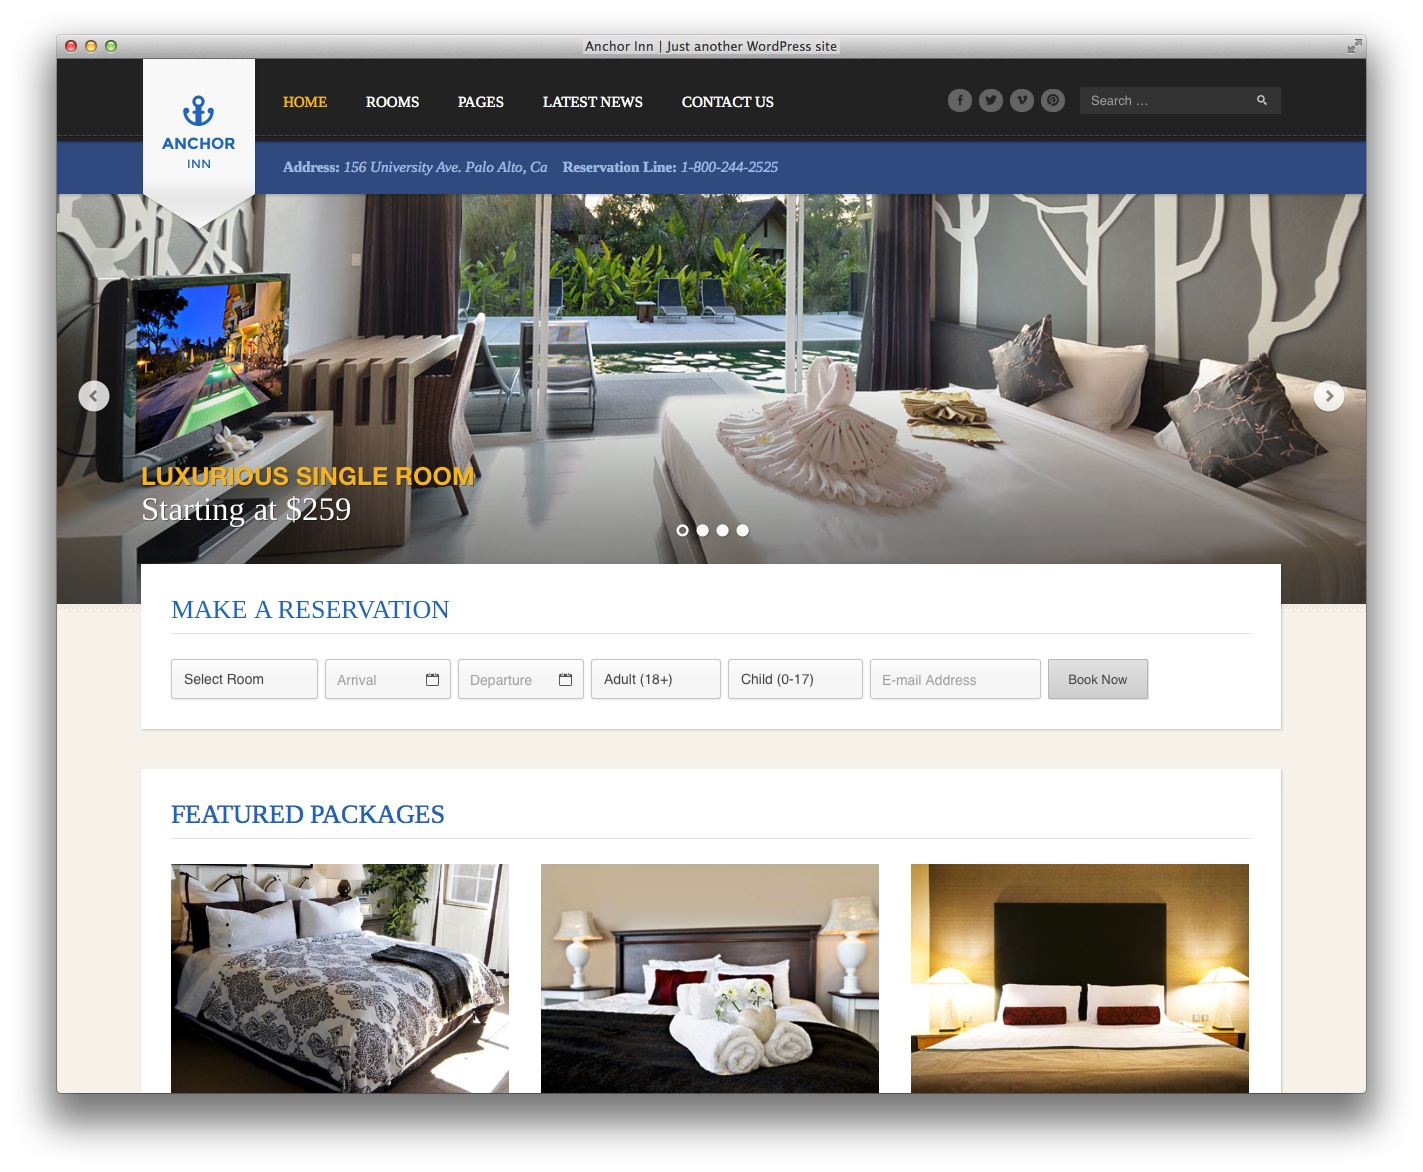 Anchor Inn | Just another WordPress site
ANCHOR
INN
HOME ROOMS PAGES LATEST NEWS CONTACT US
Search ...
Address: 156 University Ave. Palo Alto, Ca Reservation Line: 1-800-244-2525
LUXURIOUS SINGLE ROOM
Starting at $259
MAKE A RESERVATION
Select Room Arrival Departure Adult (18+) Child (0-17) E-mail Address Book Now
FEATURED PACKAGES